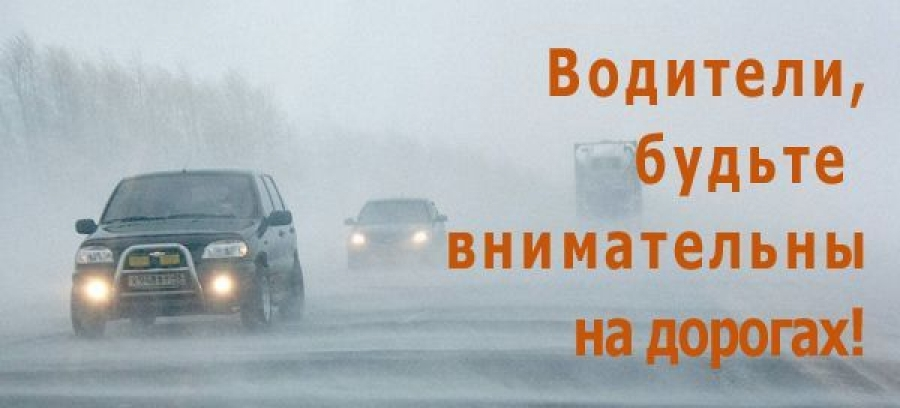 Водители,
будьте
внимательны
на дорогах!